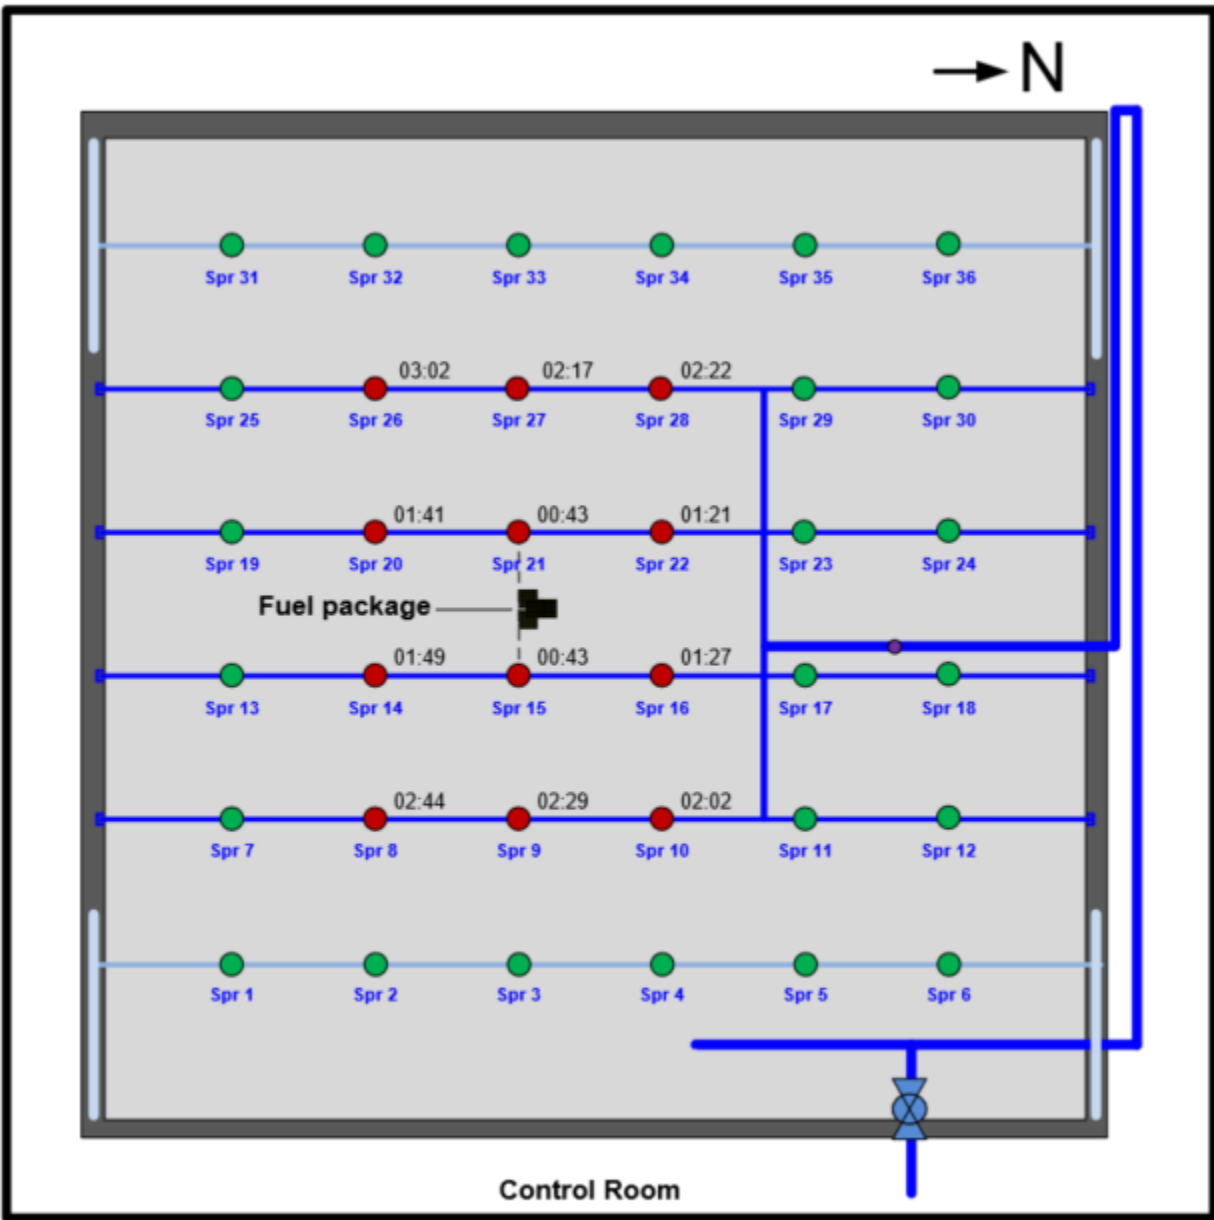 N
Spr 31 Spr 32 Spr 33 Spr 34 Spr 35 Spr 36
03:02 02:17 02:22
Spr 25 Spr 26 Spr 27 Spr 28 Spr 29 Spr 30
01:41 00:43 01:21
Spr 19 Spr 20 Spr 21 Spr 22 Spr 23 Spr 24
Fuel package
01:49 00:43 01:27
Spr 13 Spr 14 Spr 15 Spr 16 Spr 17 Spr 18
02:44 02:29 02:02
Spr 7 Spr 8 Spr 9 Spr 10 Spr 11 Spr 12
Spr 1 Spr 2 Spr 3 Spr 4 Spr 5 Spr 6
Control Room